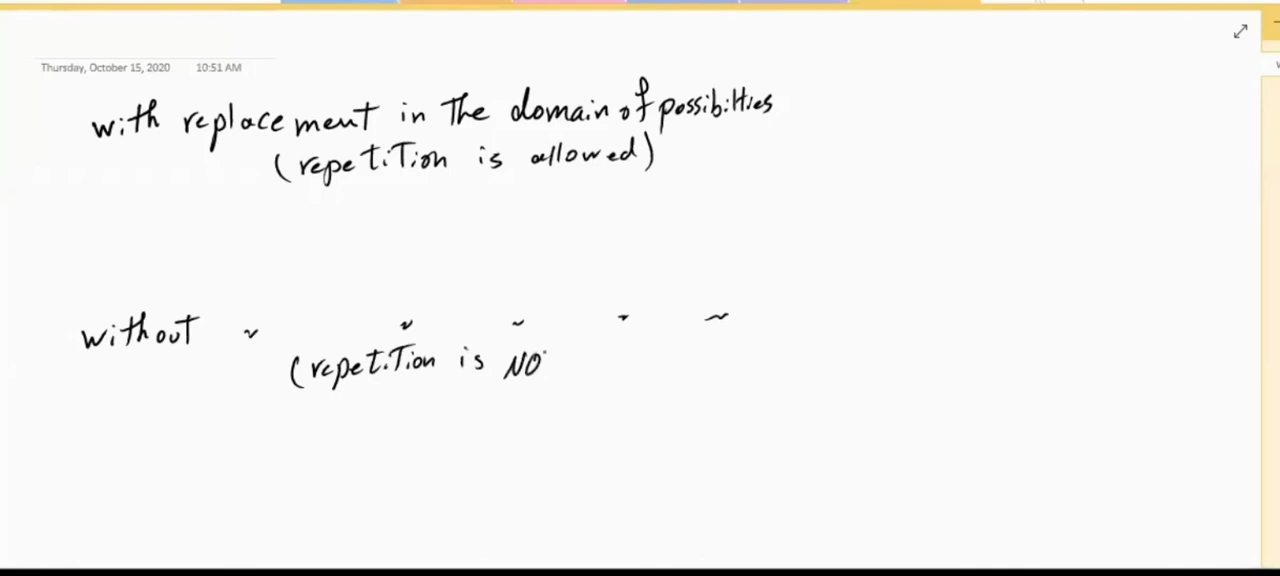 Thursday, October 15, 2020 10:51 AM
with replacement in The domain of possibilties
(repetiTion is allowed)
without ~ ~ ~ ~ ~
(repetiTion is NO